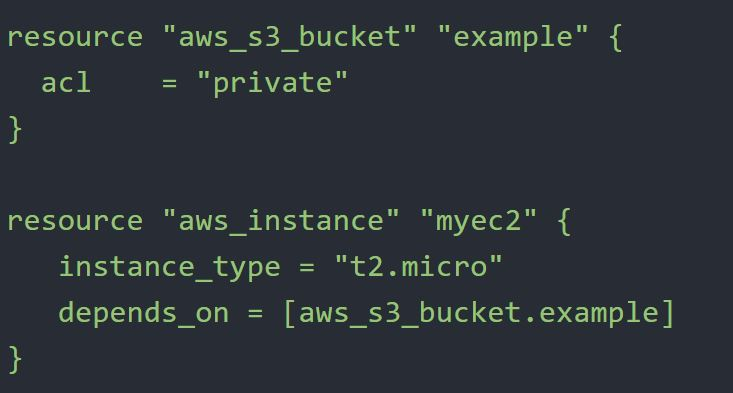 resource "aws_s3_bucket" "example" {
  acl    = "private"
}

resource "aws_instance" "myec2" {
   instance_type = "t2.micro"
   depends_on = [aws_s3_bucket.example]
}